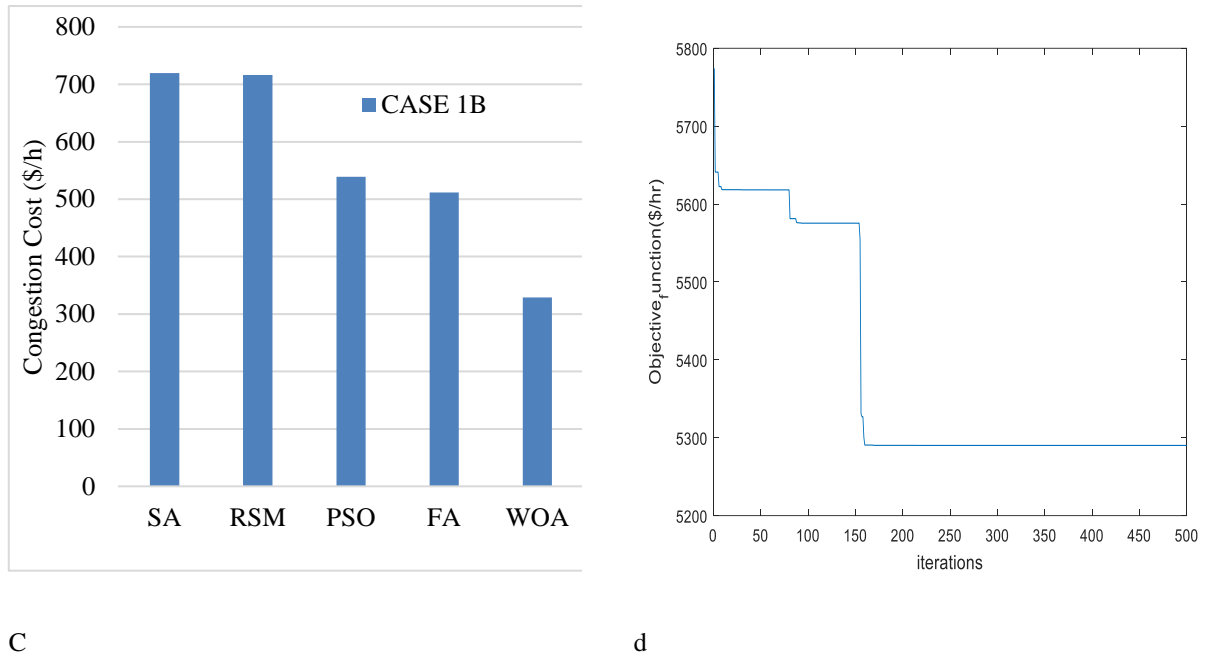 800
700
600
500
400
300
200
100
0
Congestion Cost ($/h)
CASE 1B
SA RSM PSO FA WOA
5800
5700
5600
5500
5400
5300
5200
Objective_function($/hr)
0 50 100 150 200 250 300 350 400 450 500
iterations
C d